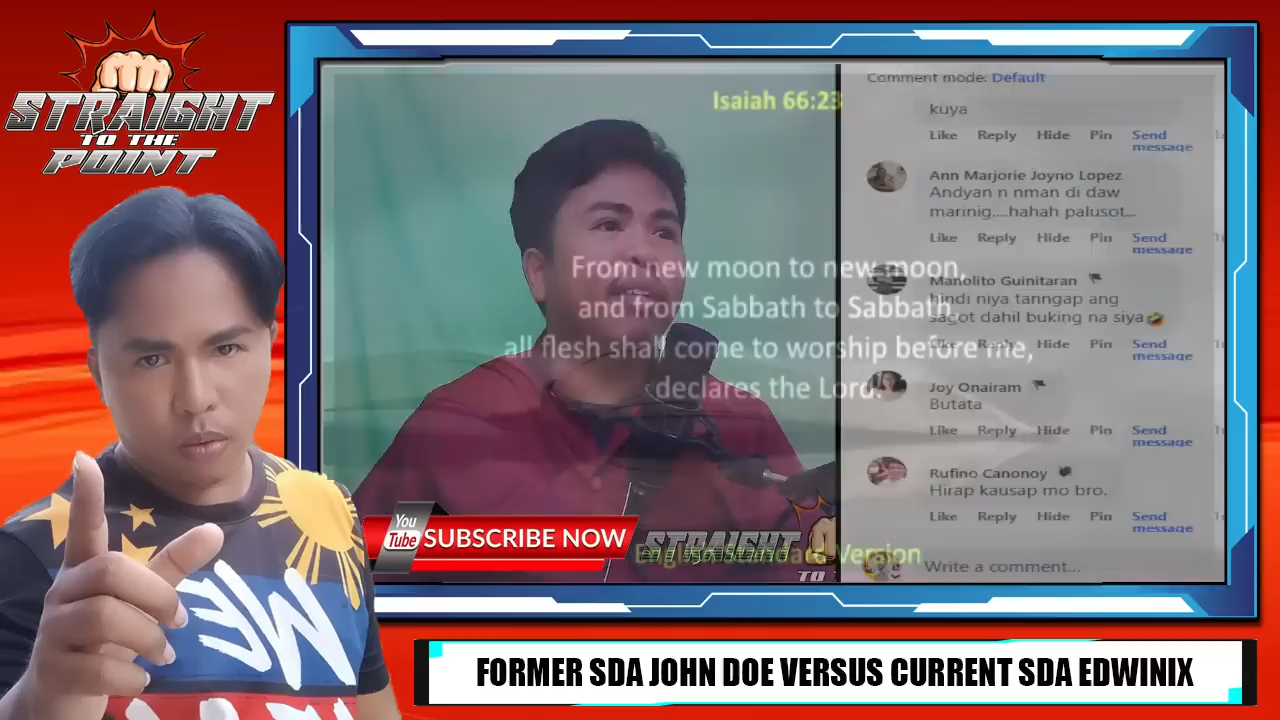 STRAIGHT
TO THE
POINT
Isaiah 66:23
From new moon to new moon,
and from Sabbath to Sabbath,
all flesh shall come to worship before me,
declares the Lord.
English Standard Version
You
Tube
SUBSCRIBE NOW
STRAIGHT
TO
Comment mode: Default
kuya
Like Reply Hide Pin Send
message
Ann Marjorie Joyno Lopez
Andyan n nman di daw
marinig....hahah palusot...
Like Reply Hide Pin Send
message
Manolito Guinitaran
hindi niya tanngap ang
sagot dahil buking na siya🤣
Like Reply Hide Pin Send
message
Joy Onairam
Butata
Like Reply Hide Pin Send
message
Rufino Canonoy
Hirap kausap mo bro.
Like Reply Hide Pin Send
message
Write a comment...
FORMER SDA JOHN DOE VERSUS CURRENT SDA EDWINIX